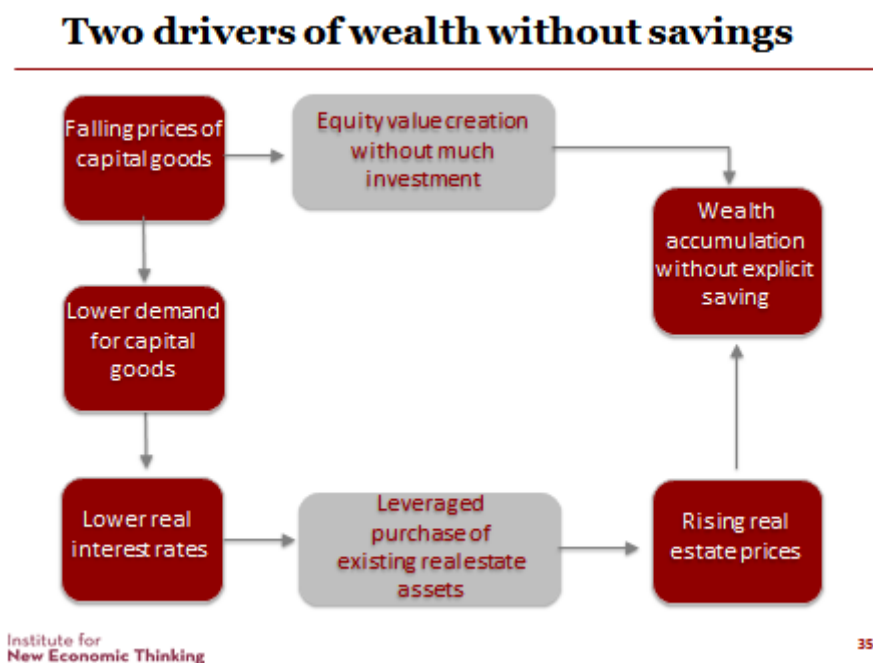 Two drivers of wealth without savings
Falling prices of
capital goods
Equity value creation
without much
investment
Wealth
accumulation
without explicit
saving
Lower demand
for capital
goods
Lower real
interest rates
Leveraged
purchase of
existing real estate
assets
Rising real
estate prices
Institute for
New Economic Thinking
35